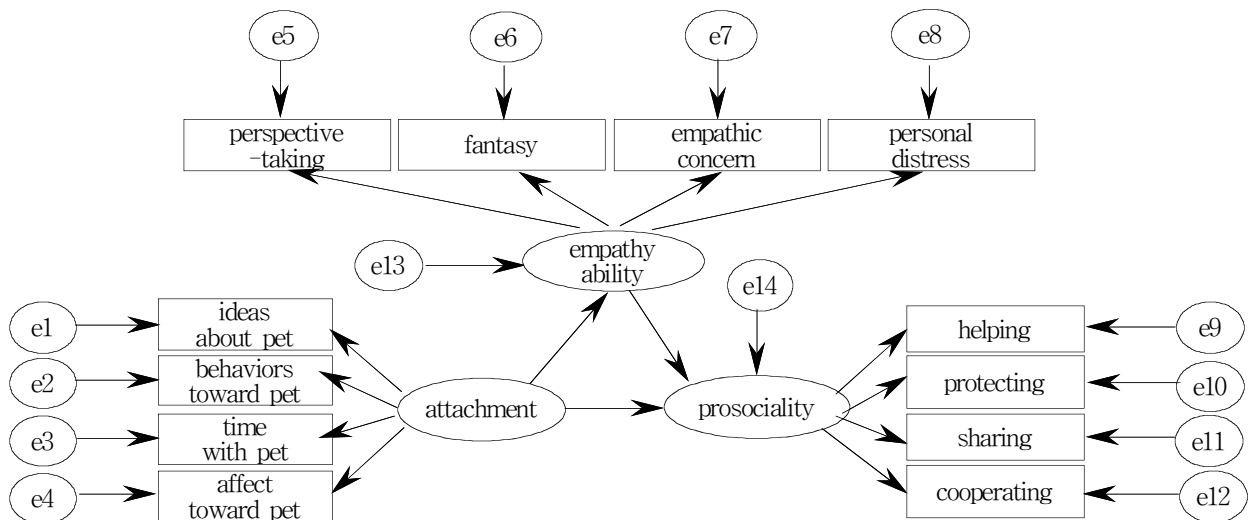 e5
e6
e7
e8
perspective
-taking
fantasy
empathic
concern
personal
distress
e13
empathy
ability
e14
e1
ideas
about pet
e2
behaviors
toward pet
e3
time
with pet
e4
affect
toward pet
attachment
prosociality
helping
e9
protecting
e10
sharing
e11
cooperating
e12